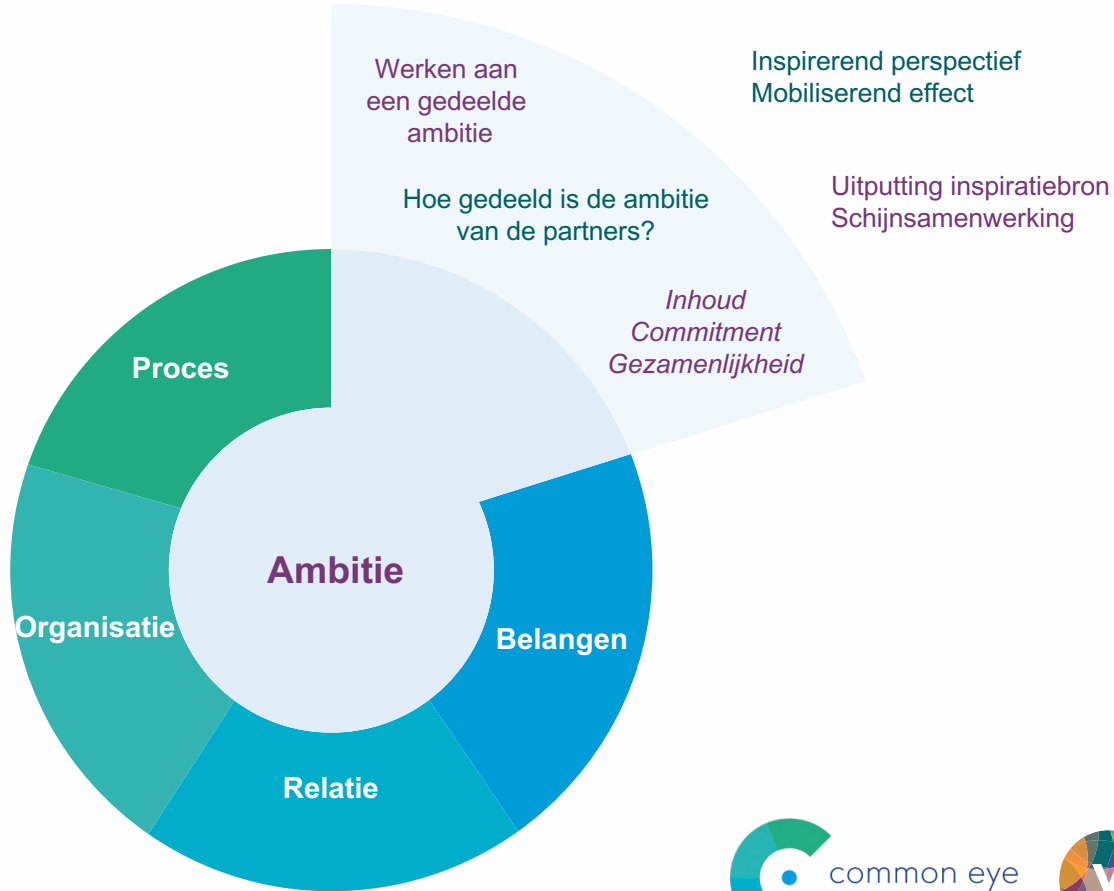 Werken aan
een gedeelde
ambitie
Inspirerend perspectief
Mobiliserend effect
Hoe gedeeld is de ambitie
van de partners?
Uitputting inspiratiebron
Schijnsamenwerking
Inhoud
Commitment
Gezamenlijkheid
Proces
Ambitie
Organisatie
Belangen
Relatie
common eye